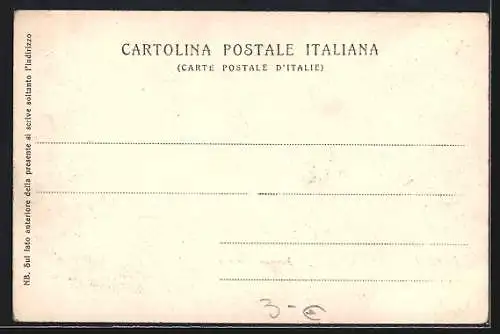 CARTOLINA POSTALE ITALIANA
(CARTE POSTALE D'ITALIE)
NB. Sul lato anteriore della presente si scrive soltanto l'indirizzo
3-